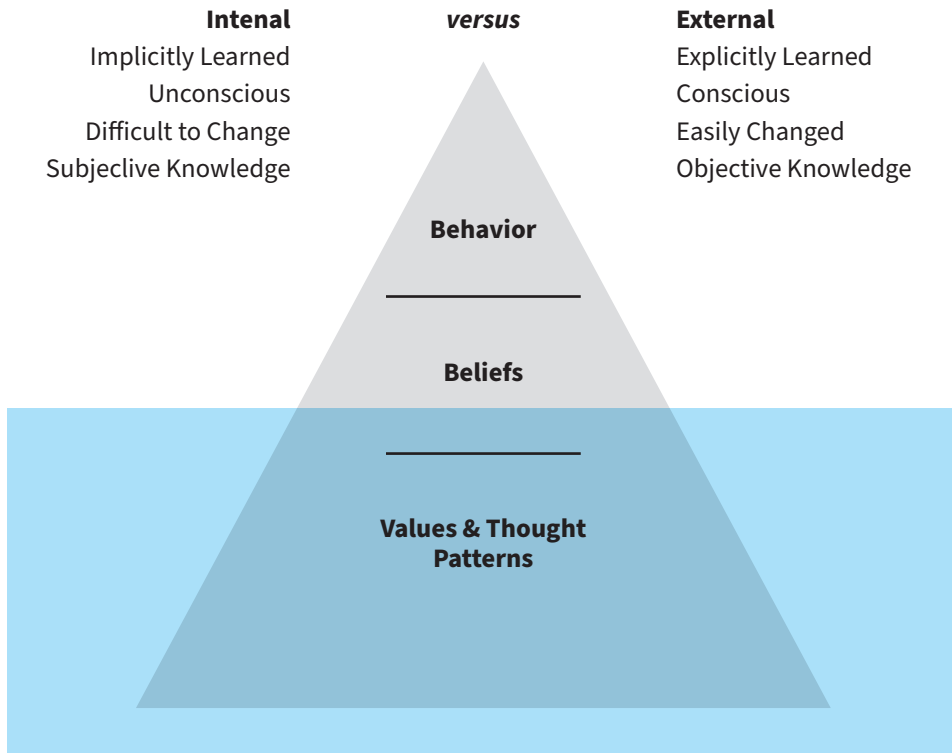 Intenal versus External
Implicitly Learned Explicitly Learned
Unconscious Conscious
Difficult to Change Easily Changed
Subjeclive Knowledge Objective Knowledge
Behavior
Beliefs
Values & Thought
Patterns